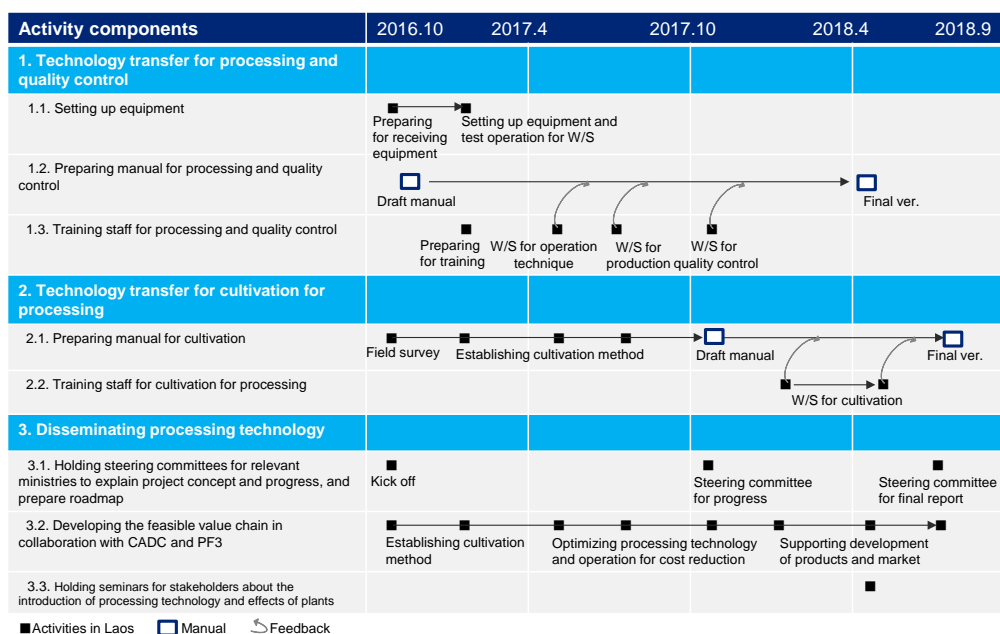 Activity components 2016.10 2017.4 2017.10 2018.4 2018.9
1. Technology transfer for processing and
quality control
1.1. Setting up equipment
Preparing
for receiving
equipment
Setting up equipment and
test operation for W/S
1.2. Preparing manual for processing and quality
control
Draft manual
Final ver.
1.3. Training staff for processing and quality control
Preparing
for training
W/S for operation
technique
W/S for
production quality control
W/S for
2. Technology transfer for cultivation for
processing
2.1. Preparing manual for cultivation
Field survey
Establishing cultivation method
Draft manual
Final ver.
2.2. Training staff for cultivation for processing
W/S for cultivation
3. Disseminating processing technology
3.1. Holding steering committees for relevant
ministries to explain project concept and progress, and
prepare roadmap
Kick off
Steering committee
for progress
Steering committee
for final report
3.2. Developing the feasible value chain in
collaboration with CADC and PF3
Establishing cultivation
method
Optimizing processing technology
and operation for cost reduction
Supporting development
of products and market
3.3. Holding seminars for stakeholders about the
introduction of processing technology and effects of plants
Activities in Laos Manual Feedback